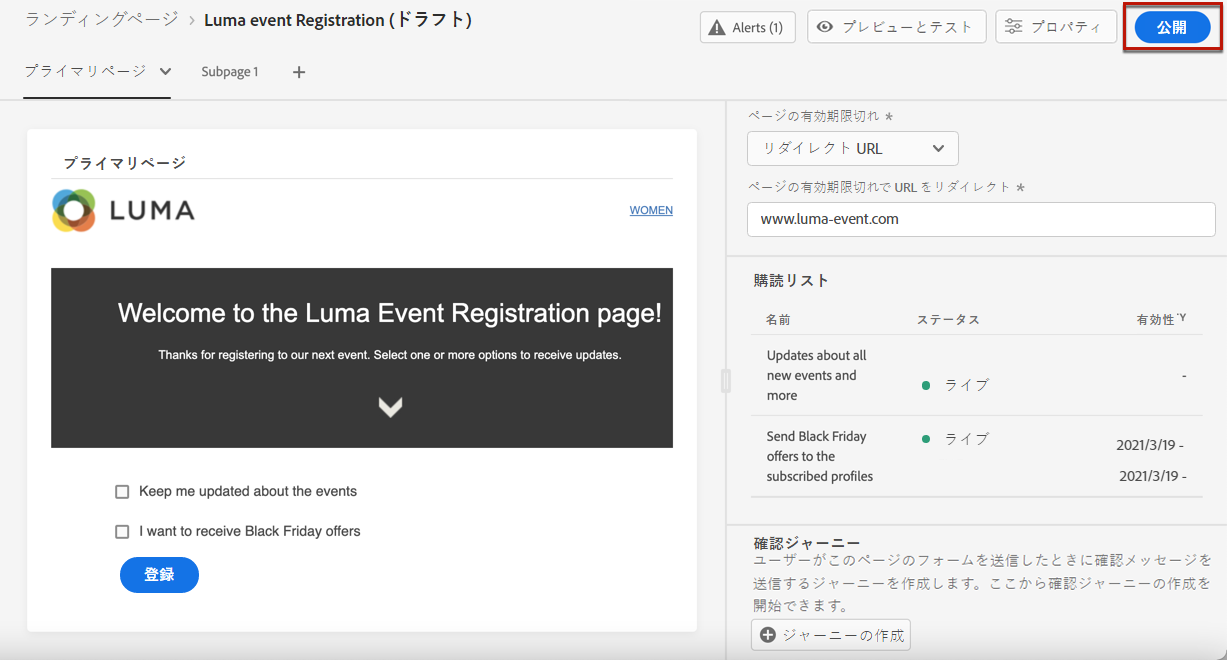 ランディングページ › Luma event Registration (ドラフト)
Alerts (1)
プレビューとテスト
プロパティ
公開
プライマリページ
Subpage 1
プライマリページ
LUMA
WOMEN
Welcome to the Luma Event Registration page!
Thanks for registering to our next event. Select one or more options to receive updates.
Keep me updated about the events
I want to receive Black Friday offers
登録
ページの有効期限切れ *
リダイレクト URL
ページの有効期限切れで URL をリダイレクト *
www.luma-event.com
購読リスト
名前 ステータス 有効性
Updates about all
new events and
more
ライブ
-
Send Black Friday
offers to the
subscribed profiles
ライブ
2021/3/19 -
2021/3/19 -
確認ジャーニー
ユーザーがこのページのフォームを送信したときに確認メッセージを
送信するジャーニーを作成します。ここから確認ジャーニーの作成を
開始できます。
ジャーニーの作成